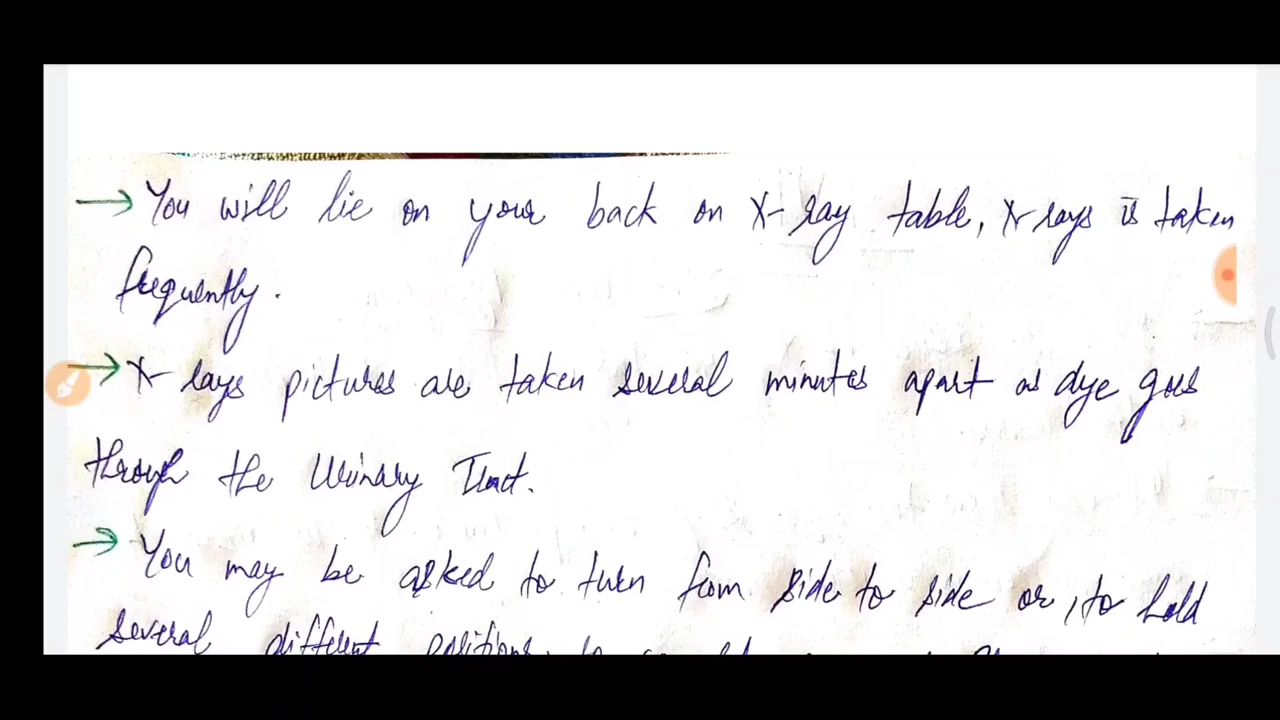 → You will lie on your back on X-ray table, X-rays is taken
frequently.
→ X-rays pictures are taken several minutes apart as dye goes
through the Urinary Tract.
→ You may be asked to turn from side to side or, to hold
several different positions